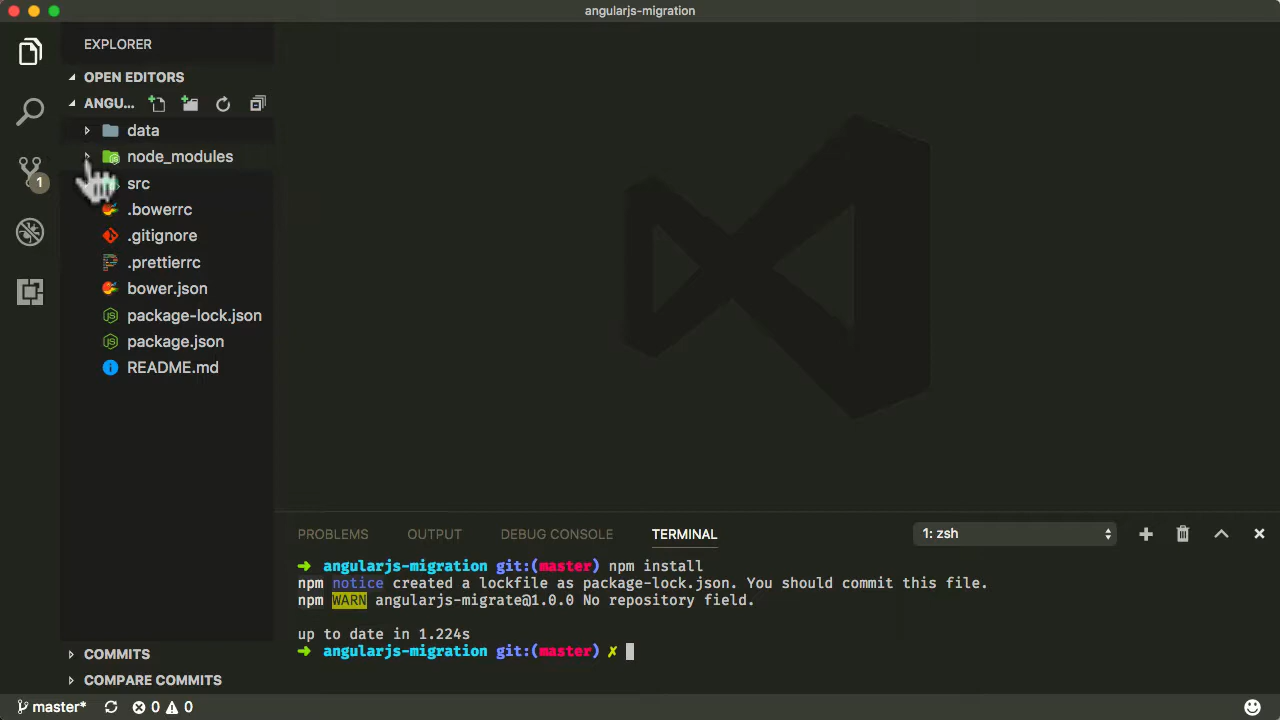 angularjs-migration
EXPLORER
OPEN EDITORS
ANGU...
data
node_modules
src
.bowerrc
.gitignore
.prettierrc
bower.json
package-lock.json
package.json
README.md
COMMITS
COMPARE COMMITS
1
PROBLEMS OUTPUT DEBUG CONSOLE TERMINAL 1: zsh
➜ angularjs-migration git:(master) npm install
npm notice created a lockfile as package-lock.json. You should commit this file.
npm WARN angularjs-migrate@1.0.0 No repository field.
up to date in 1.224s
➜ angularjs-migration git:(master) ✗
master* 0 0